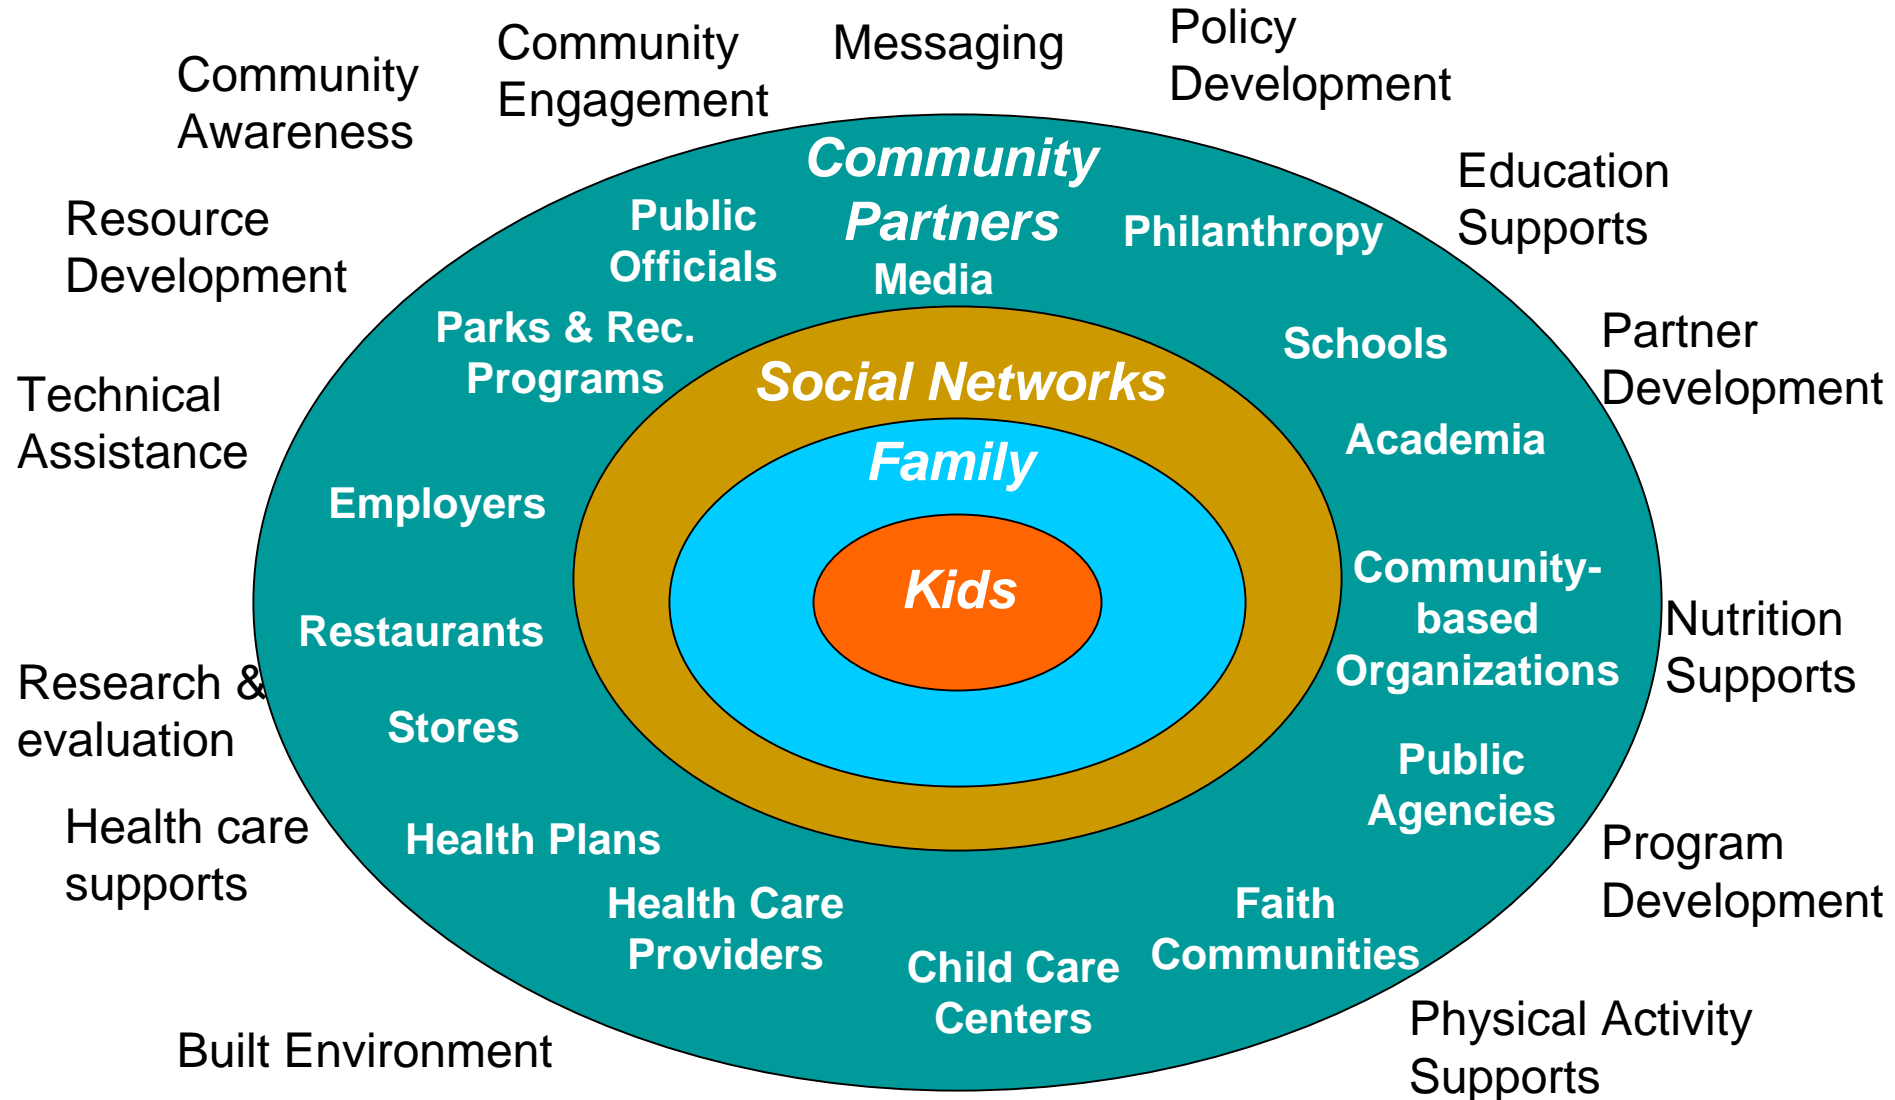 Community
Awareness
Community
Engagement
Messaging
Policy
Development
Education
Supports
Partner
Development
Nutrition
Supports
Program
Development
Physical Activity
Supports
Built Environment
Health care
supports
Research &
evaluation
Technical
Assistance
Resource
Development
Community
Partners
Public
Officials
Media
Philanthropy
Schools
Academia
Community-
based
Organizations
Public
Agencies
Faith
Communities
Child Care
Centers
Health Care
Providers
Health Plans
Stores
Restaurants
Employers
Parks & Rec.
Programs
Social Networks
Family
Kids